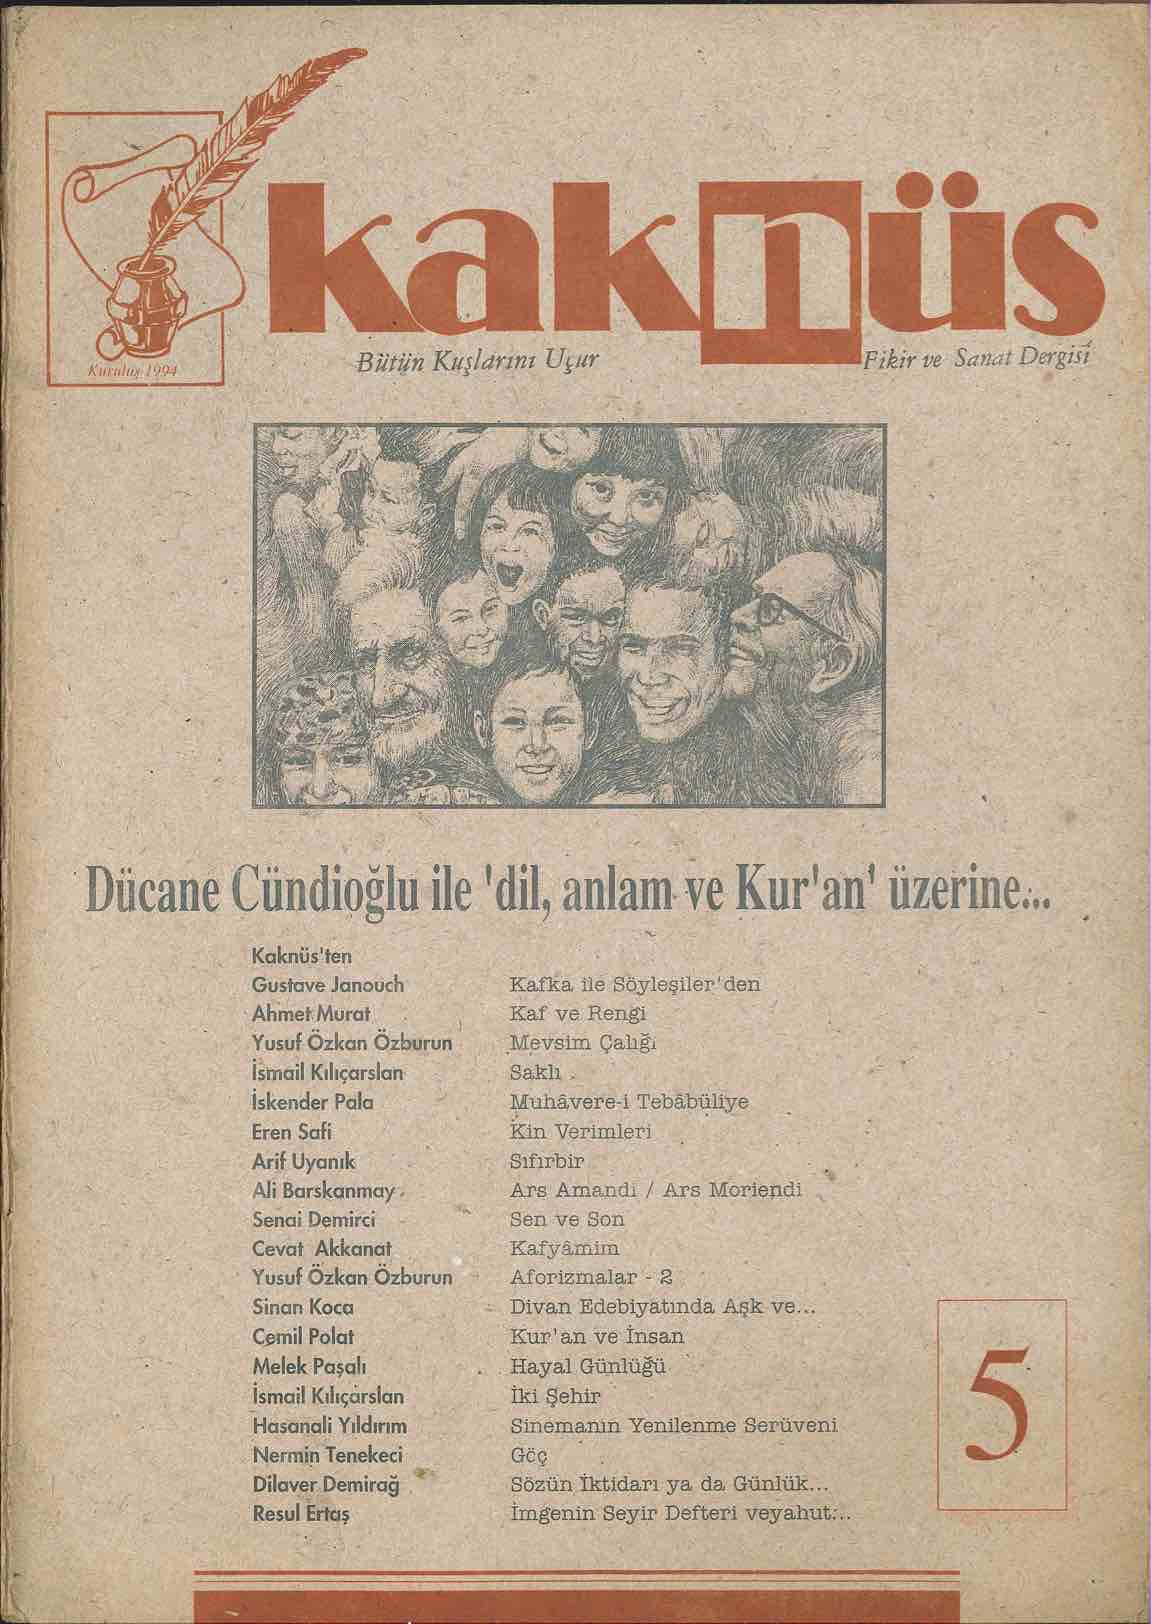 kaknüs
Kuruluş 1994
Bütün Kuşlarını Uçur
Fikir ve Sanat Dergisi
Dücane Cündioğlu ile 'dil, anlam ve Kur'an' üzerine...
Kaknüs'ten
Gustave Janouch Kafka ile Söyleşiler'den
Ahmet Murat Kaf ve Rengi
Yusuf Özkan Özburun Mevsim Çalığı
İsmail Kılıçarslan Saklı
İskender Pala Muhâvere-i Tebâbüliye
Eren Safi Kin Verimleri
Arif Uyanık Sıfırbir
Ali Barskanmay Ars Amandi / Ars Moriendi
Senai Demirci Sen ve Son
Cevat Akkanat Kafyâmim
Yusuf Özkan Özburun Aforizmalar - 2
Sinan Koca Divan Edebiyatında Aşk ve...
Cemil Polat Kur'an ve İnsan
Melek Paşalı Hayal Günlüğü
İsmail Kılıçarslan İki Şehir
Hasanali Yıldırım Sinemanın Yenilenme Serüveni
Nermin Tenekeci Göç
Dilaver Demirağ Sözün İktidarı ya da Günlük...
Resul Ertaş İmgenin Seyir Defteri veyahut...
5